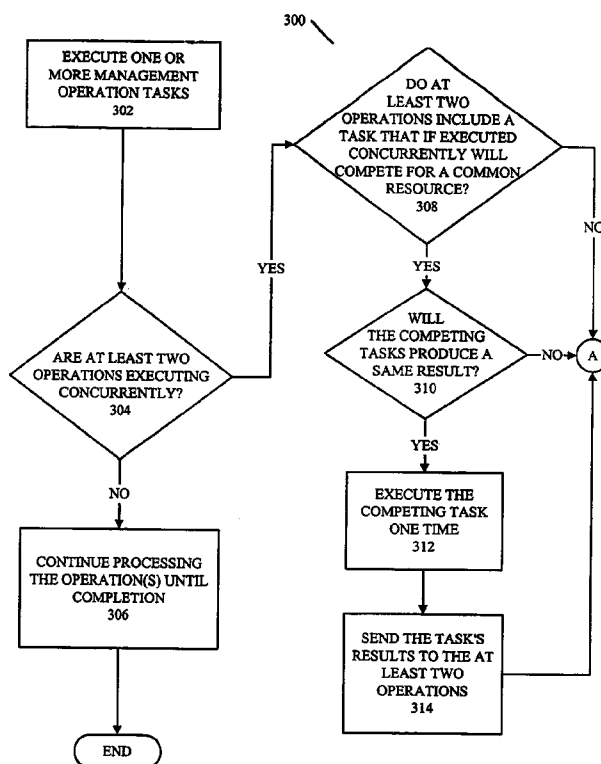 300
EXECUTE ONE OR
MORE MANAGEMENT
OPERATION TASKS
302
ARE AT LEAST TWO
OPERATIONS EXECUTING
CONCURRENTLY?
304
YES
NO
CONTINUE PROCESSING
THE OPERATION(S) UNTIL
COMPLETION
306
END
DO AT
LEAST TWO
OPERATIONS INCLUDE A
TASK THAT IF EXECUTED
CONCURRENTLY WILL
COMPETE FOR A COMMON
RESOURCE?
308
NO
YES
WILL
THE COMPETING
TASKS PRODUCE A
SAME RESULT?
310
NO
A
YES
EXECUTE THE
COMPETING TASK
ONE TIME
312
SEND THE TASK'S
RESULTS TO THE AT
LEAST TWO
OPERATIONS
314